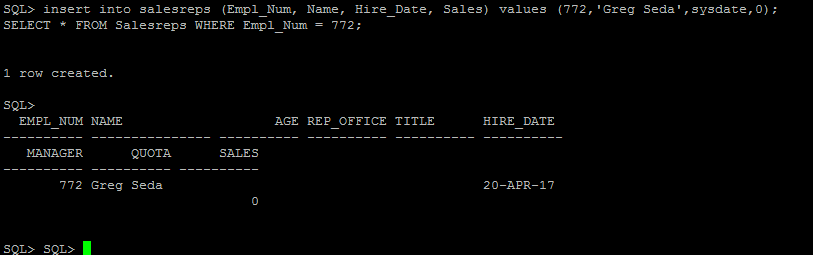 SQL> insert into salesreps (Empl_Num, Name, Hire_Date, Sales) values (772,'Greg Seda',sysdate,0);
SELECT * FROM Salesreps WHERE Empl_Num = 772;
1 row created.
SQL>
  EMPL_NUM NAME                   AGE REP_OFFICE TITLE      HIRE_DATE
---------- --------------- ---------- ---------- ---------- ----------
   MANAGER      QUOTA      SALES
---------- ---------- ----------
       772 Greg Seda                                        20-APR-17
                               0
SQL> SQL>